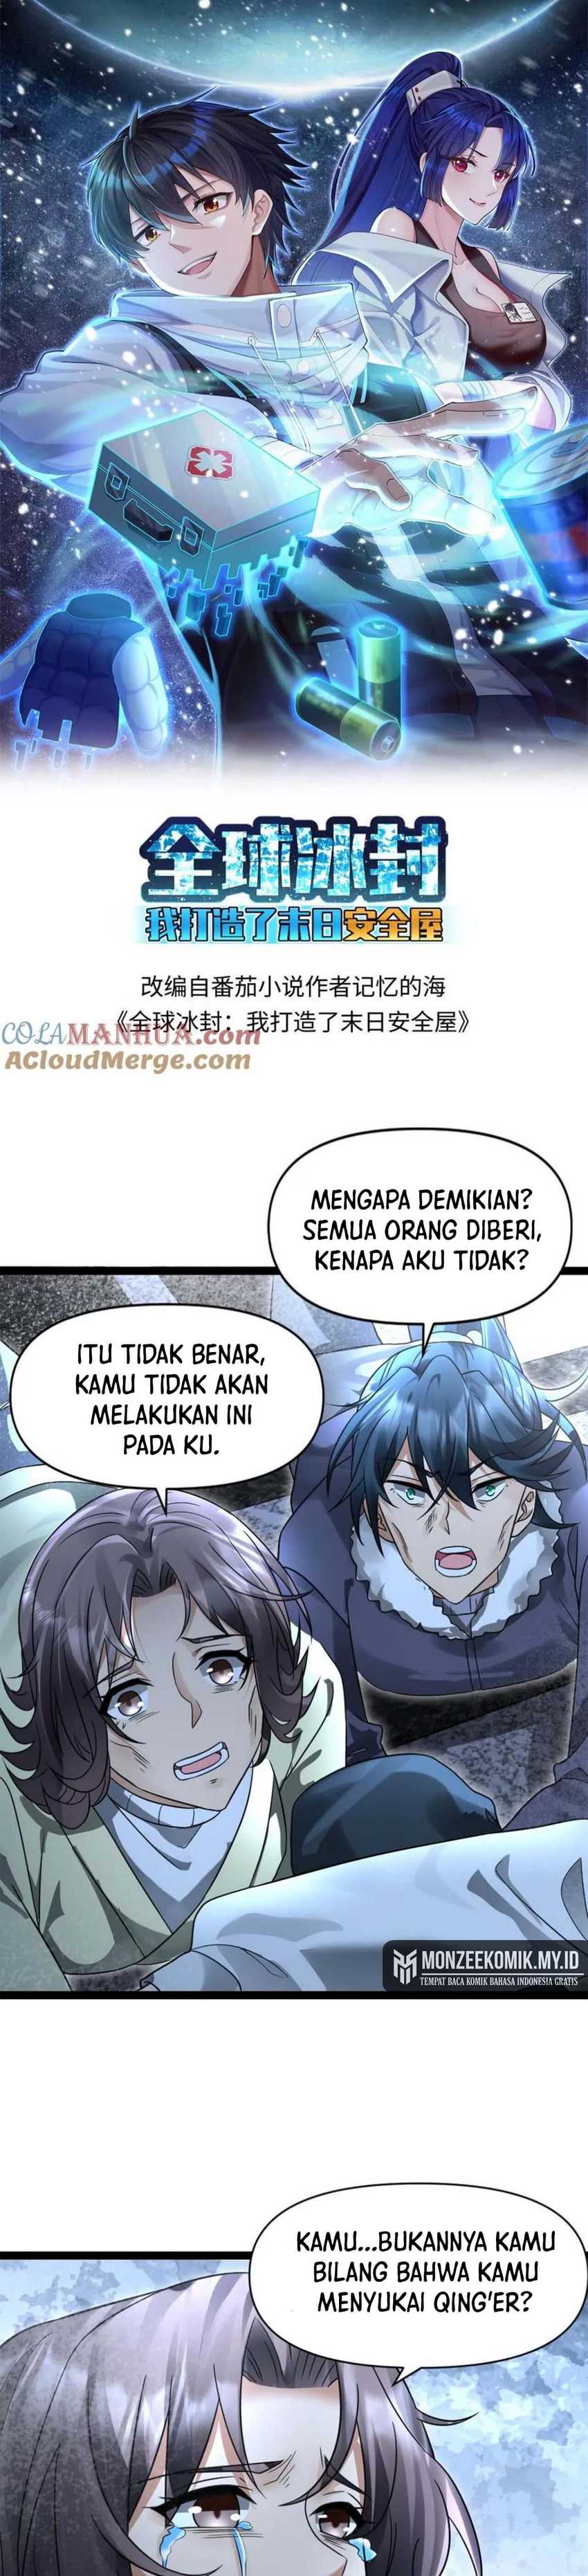 全球冰封
我打造了末日安全屋
改编自番茄小说作者记忆的海
《全球冰封：我打造了末日安全屋》
COLAMANHUA.com
ACloudMerge.com
MENGAPA DEMIKIAN?
SEMUA ORANG DIBERI,
KENAPA AKU TIDAK?
ITU TIDAK BENAR,
KAMU TIDAK AKAN
MELAKUKAN INI
PADA KU.
MONZEEKOMIK.MY.ID
TEMPAT BACA KOMIK BAHASA INDONESIA GRATIS
KAMU...BUKANNYA KAMU
BILANG BAHWA KAMU
MENYUKAI QING'ER?